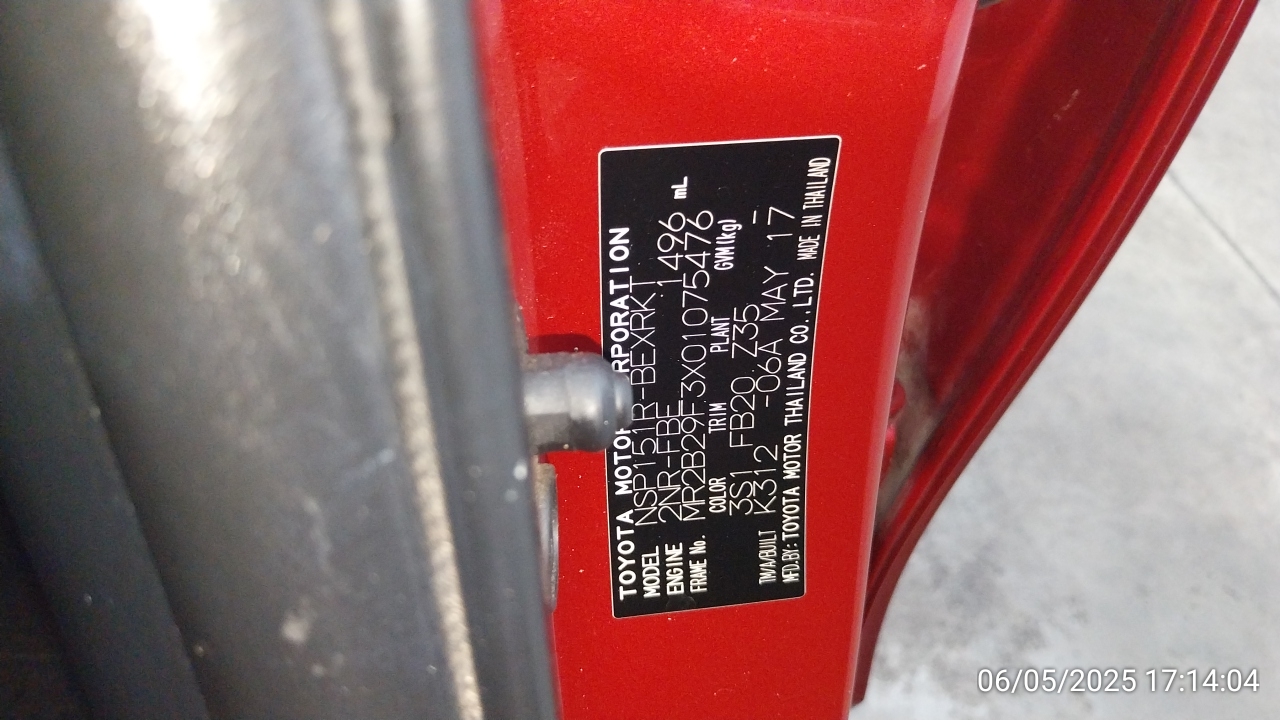 TOYOTA MOTOR CORPORATION
MODEL NSP151R-BEXRKT
ENGINE 2NR-FBE 1496 mL
FRAME No. MR2B29F3X01075476
COLOR TRIM PLANT GVM(kg)
3S1 FB20 Z35 -
TM/A/BUILT K312 -06A MAY 17
MFD.BY:TOYOTA MOTOR THAILAND CO.,LTD. MADE IN THAILAND
06/05/2025 17:14:04